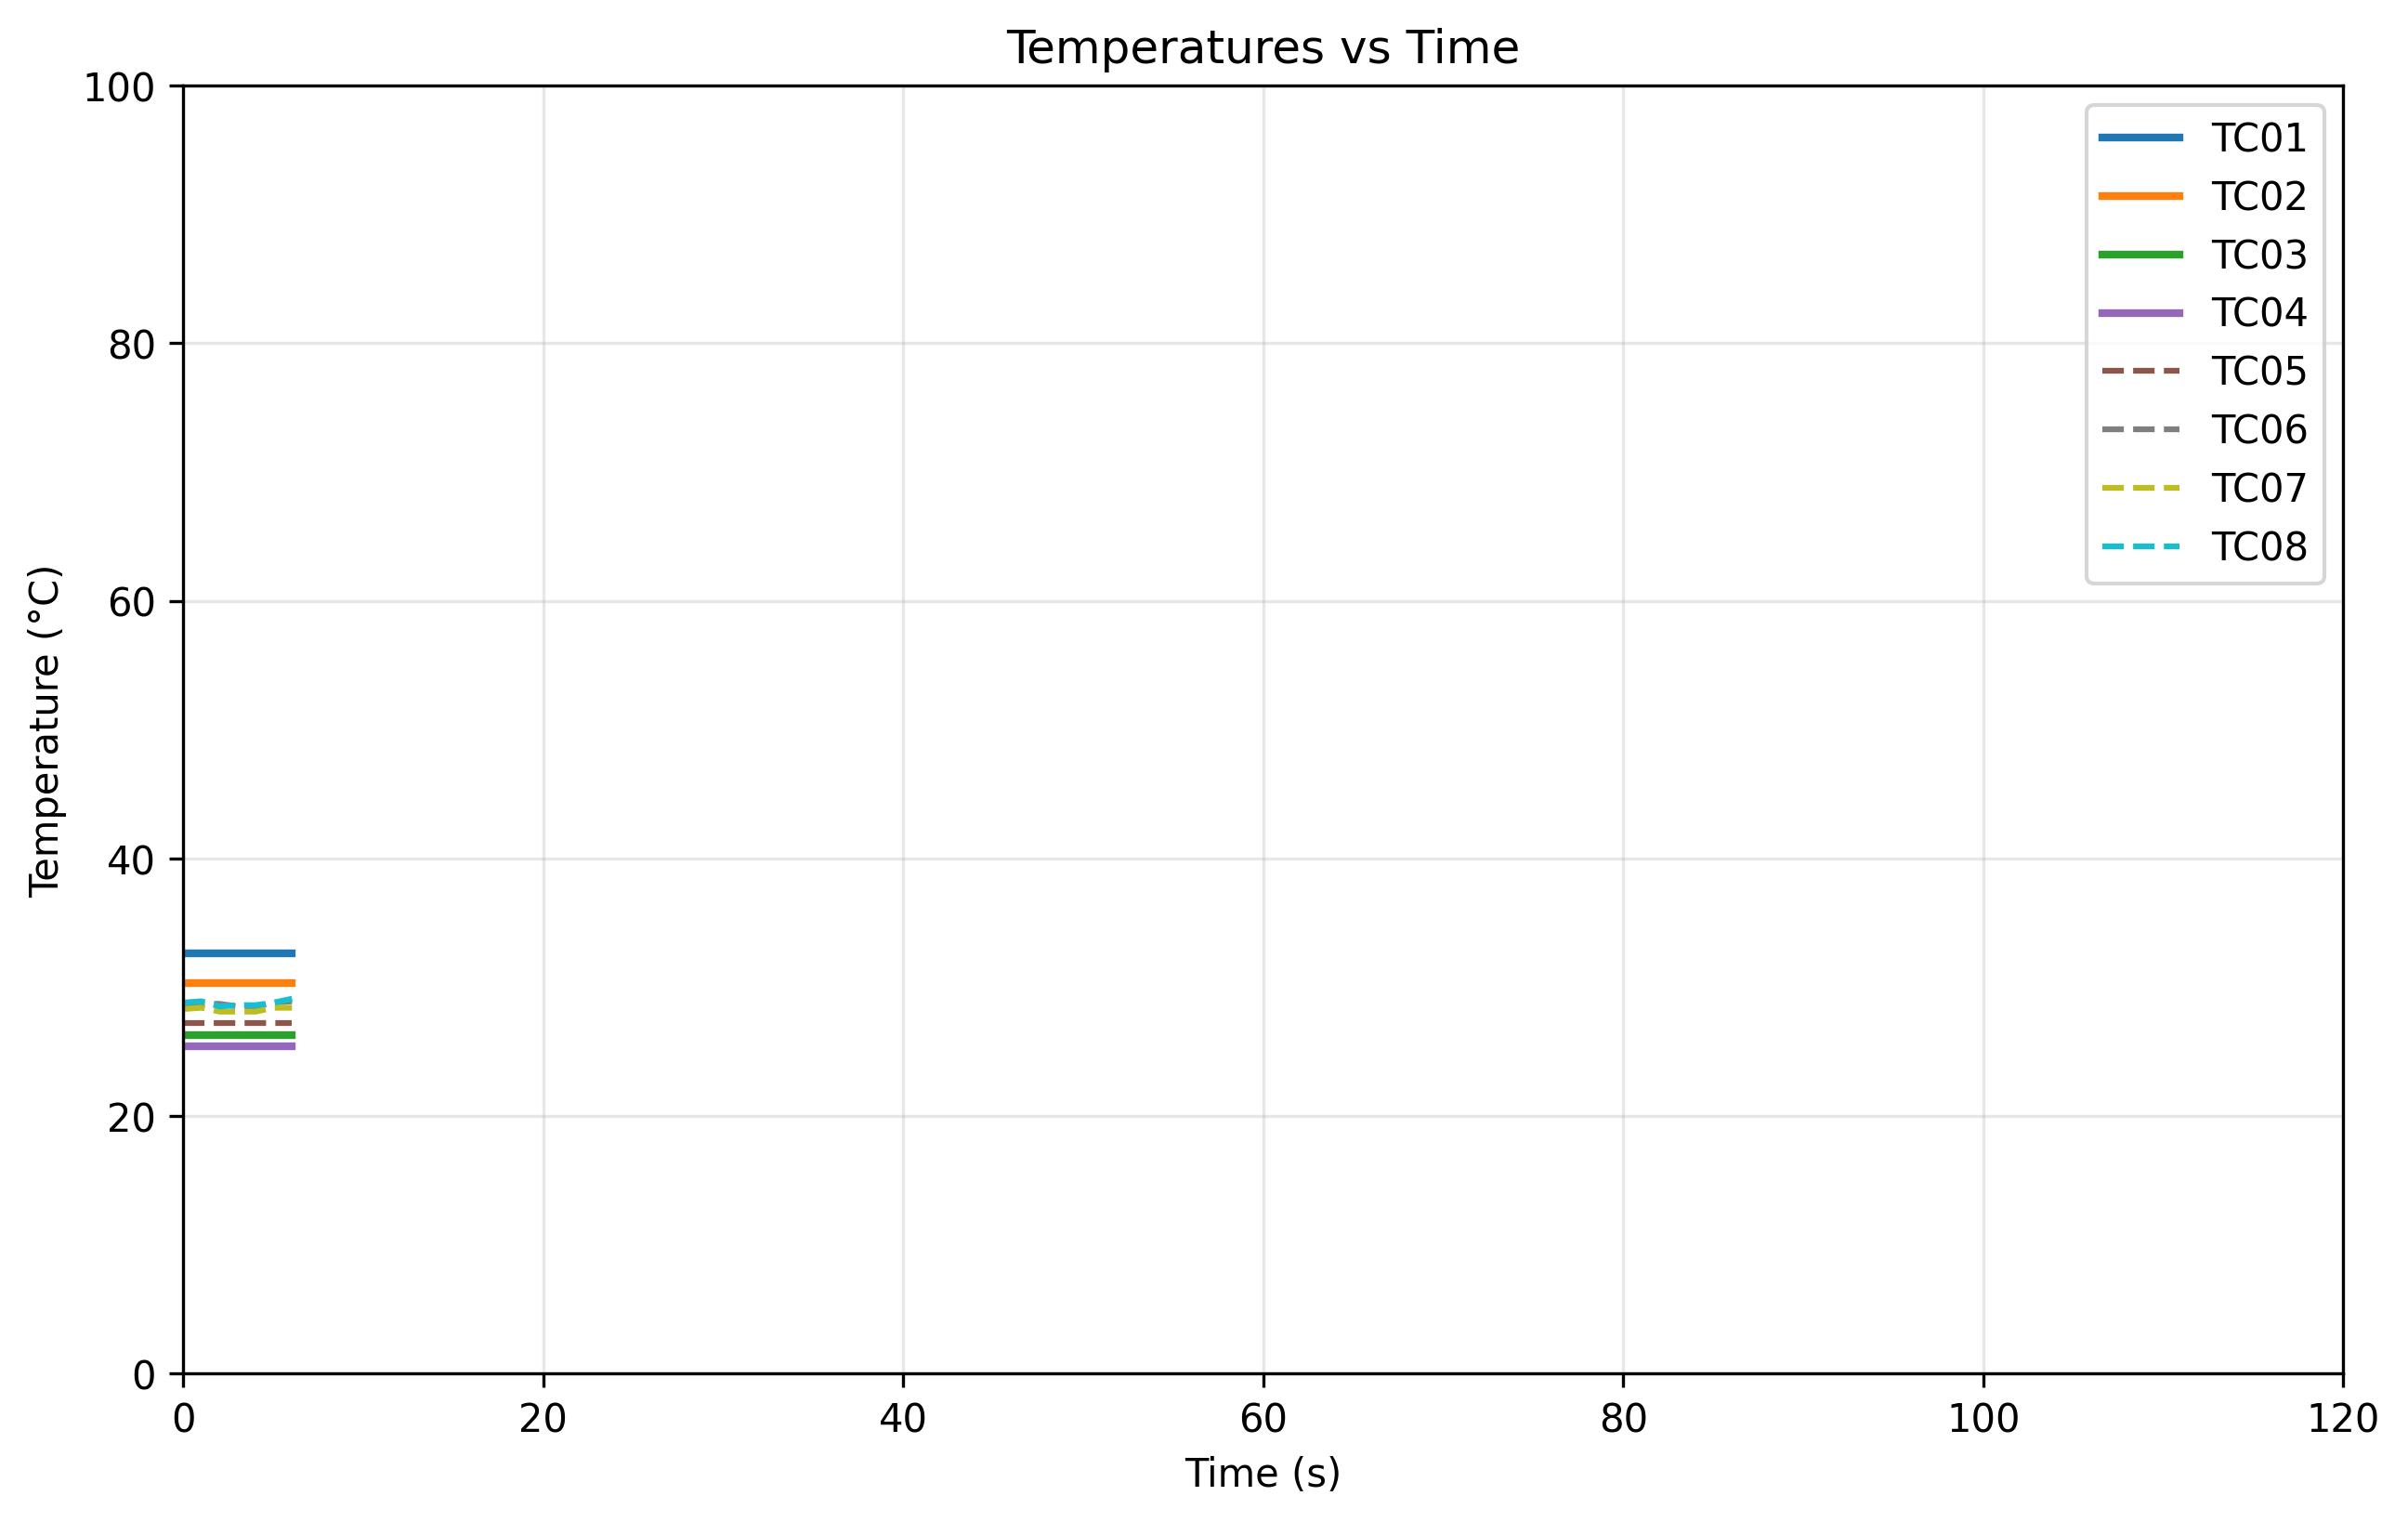 Temperatures vs Time
100
80
60
40
20
0
Temperature (°C)
0 20 40 60 80 100 120
Time (s)
TC01
TC02
TC03
TC04
TC05
TC06
TC07
TC08